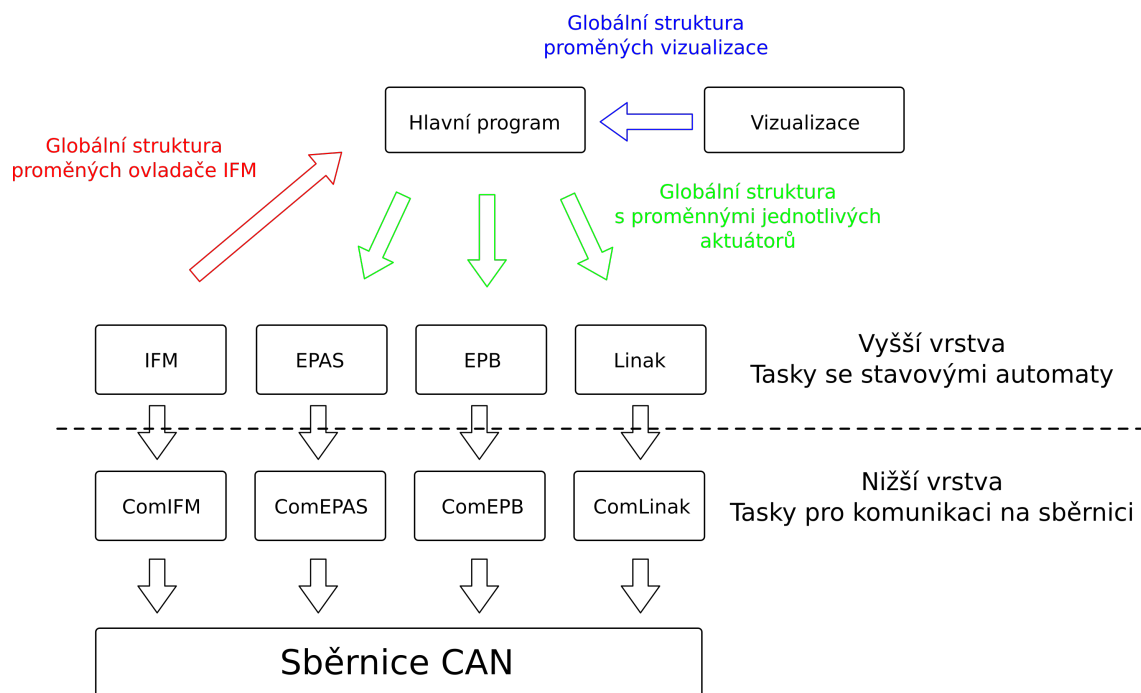 Globální struktura
proměných vizualizace
Hlavní program
Vizualizace
Globální struktura
proměných ovladače IFM
Globální struktura
s proměnnými jednotlivých
aktuátorů
IFM
EPAS
EPB
Linak
Vyšší vrstva
Tasky se stavovými automaty
ComIFM
ComEPAS
ComEPB
ComLinak
Nižší vrstva
Tasky pro komunikaci na sběrnici
Sběrnice CAN